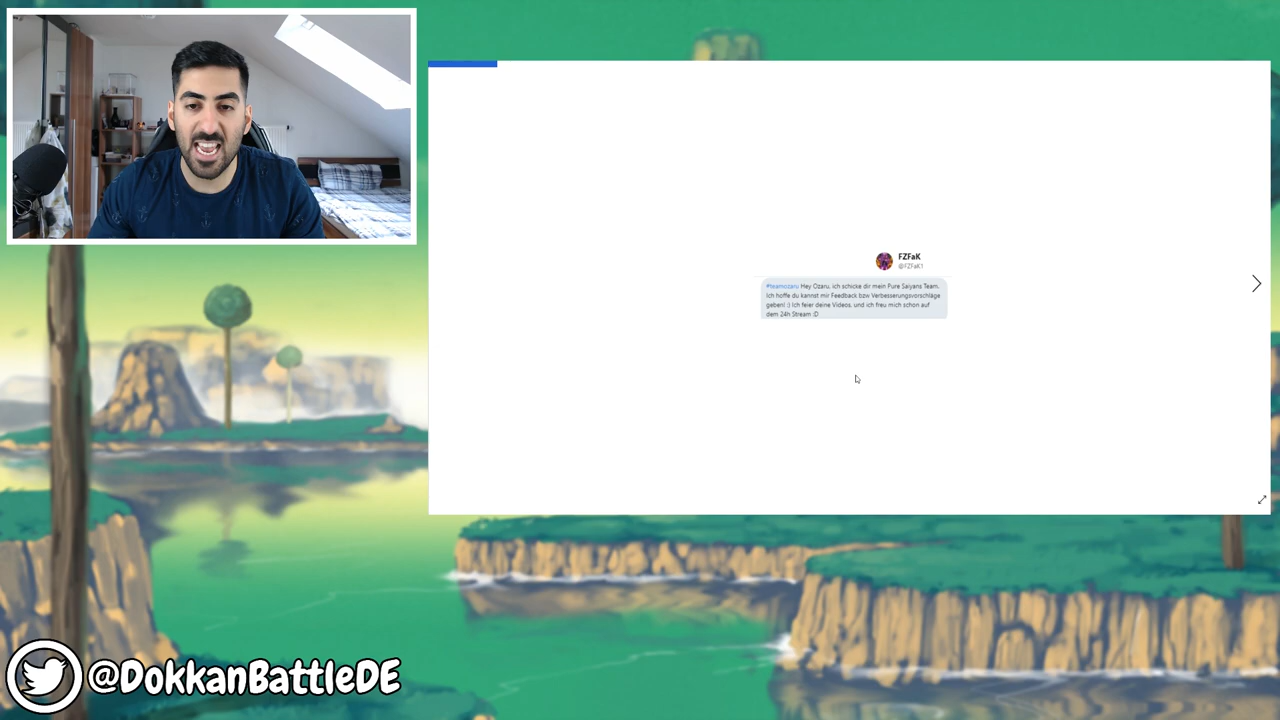 FZFaK
@FZFaK1
#teamozaru Hey Ozaru, ich schicke dir mein Pure Saiyans Team.
Ich hoffe du kannst mir Feedback bzw Verbesserungsvorschläge
geben! :) Ich feier deine Videos, und ich freu mich schon auf
dem 24h Stream :D
@DokkanBattleDE